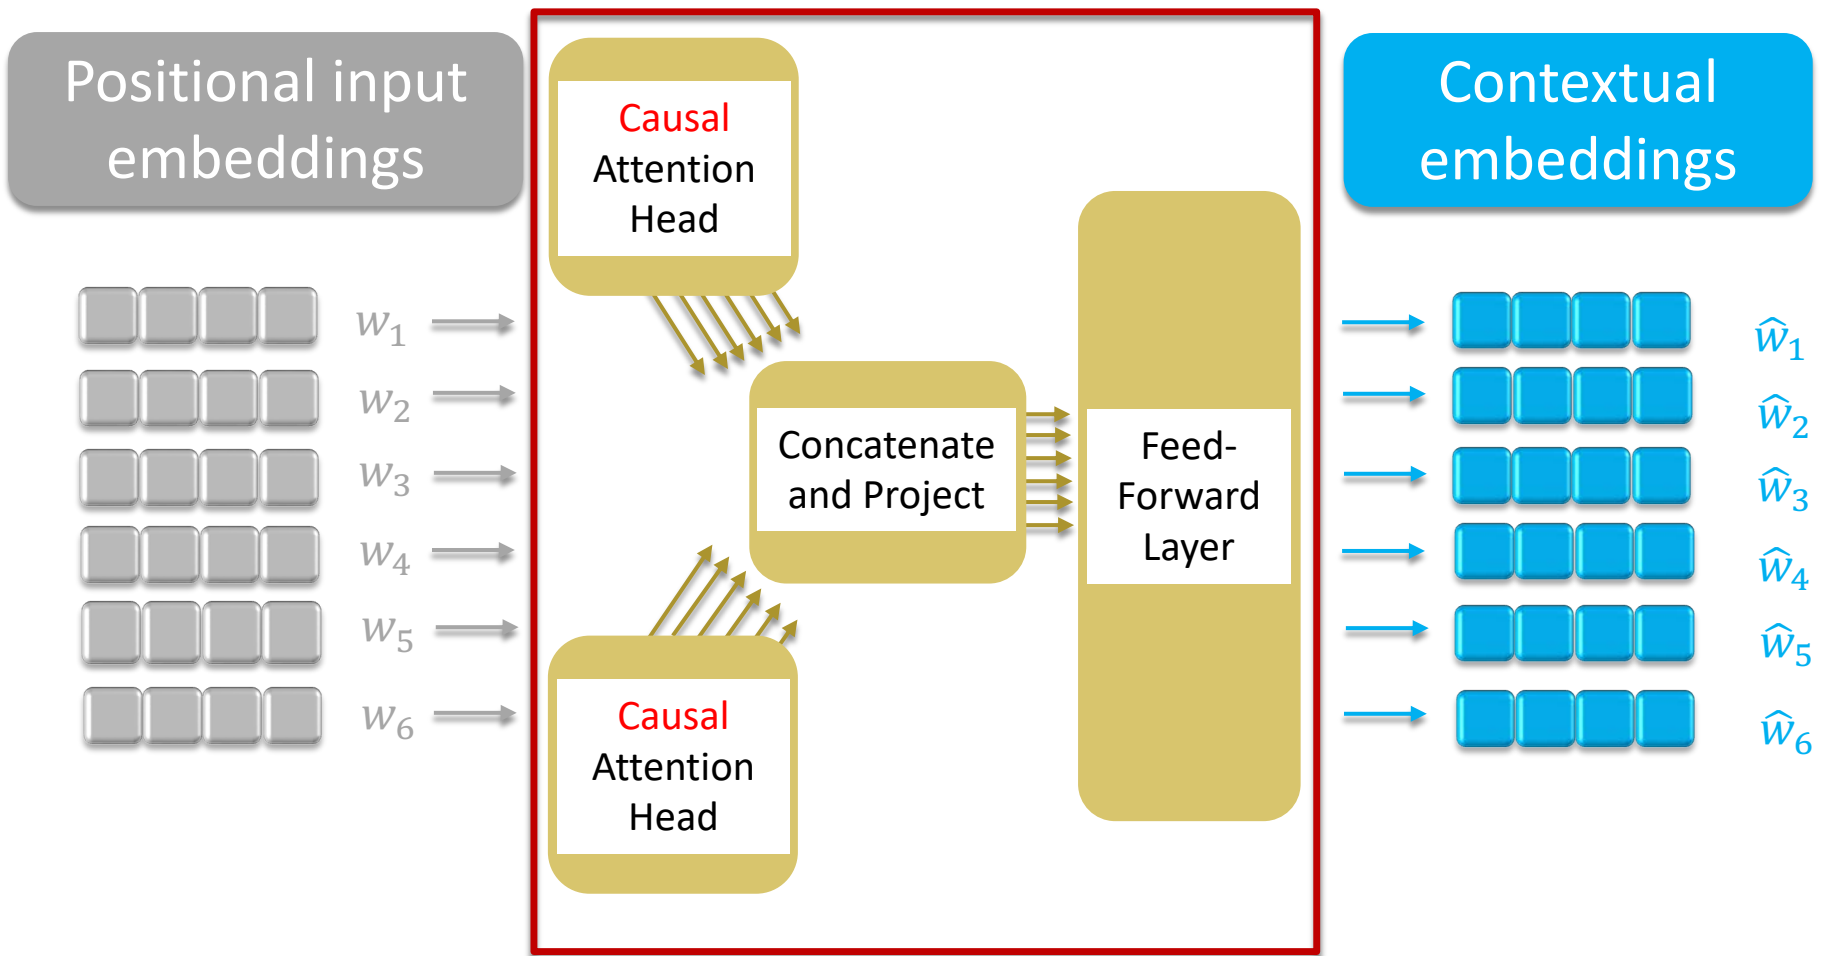 Positional input
embeddings
w₁
w₂
w₃
w₄
w₅
w₆
Causal
Attention
Head
Concatenate
and Project
Causal
Attention
Head
Feed-
Forward
Layer
Contextual
embeddings
ŵ₁
ŵ₂
ŵ₃
ŵ₄
ŵ₅
ŵ₆